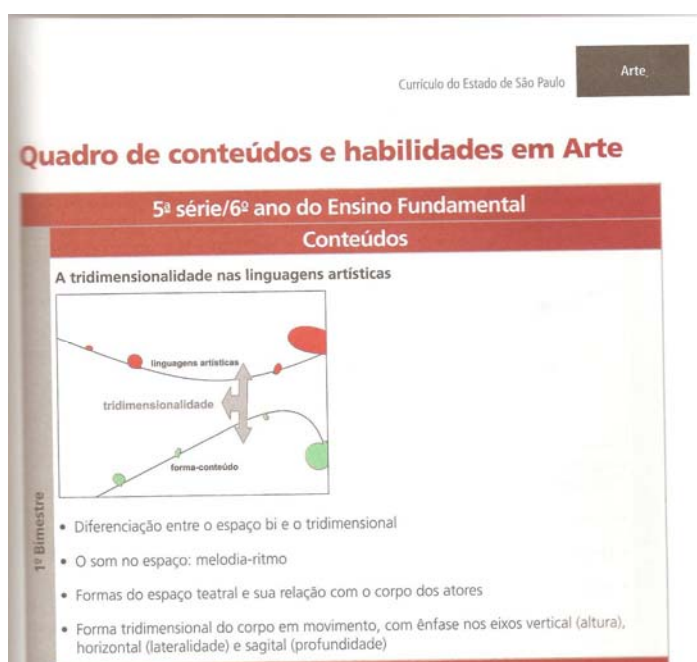 Currículo do Estado de São Paulo
Arte
Quadro de conteúdos e habilidades em Arte
5ª série/6º ano do Ensino Fundamental
Conteúdos
A tridimensionalidade nas linguagens artísticas
linguagens artísticas
tridimensionalidade
forma-conteúdo
1º Bimestre
• Diferenciação entre o espaço bi e o tridimensional
• O som no espaço: melodia-ritmo
• Formas do espaço teatral e sua relação com o corpo dos atores
• Forma tridimensional do corpo em movimento, com ênfase nos eixos vertical (altura),
horizontal (lateralidade) e sagital (profundidade)